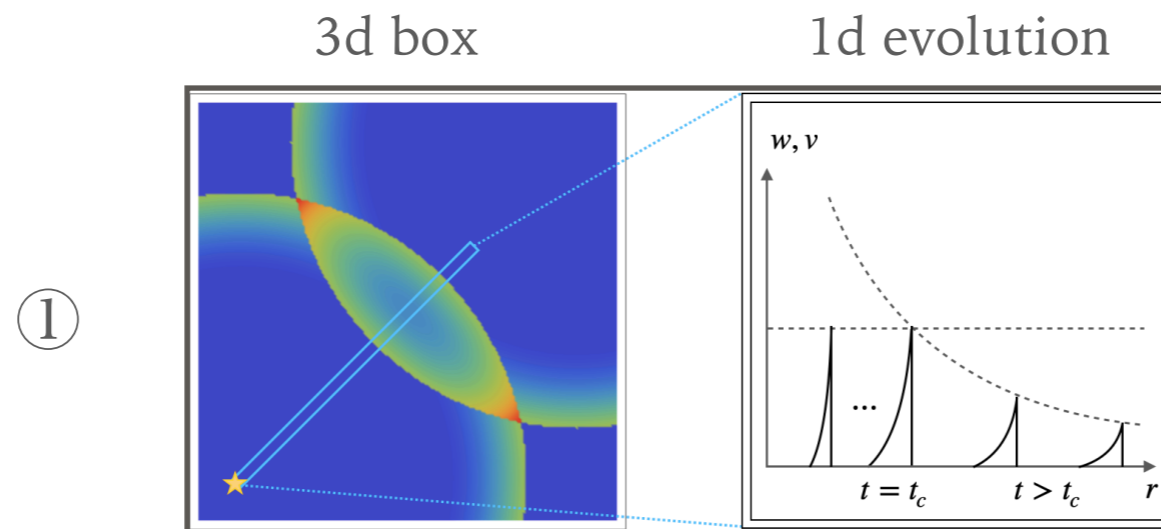 3d box
1d evolution
①
w, v
...
t = t_c
t > t_c
r